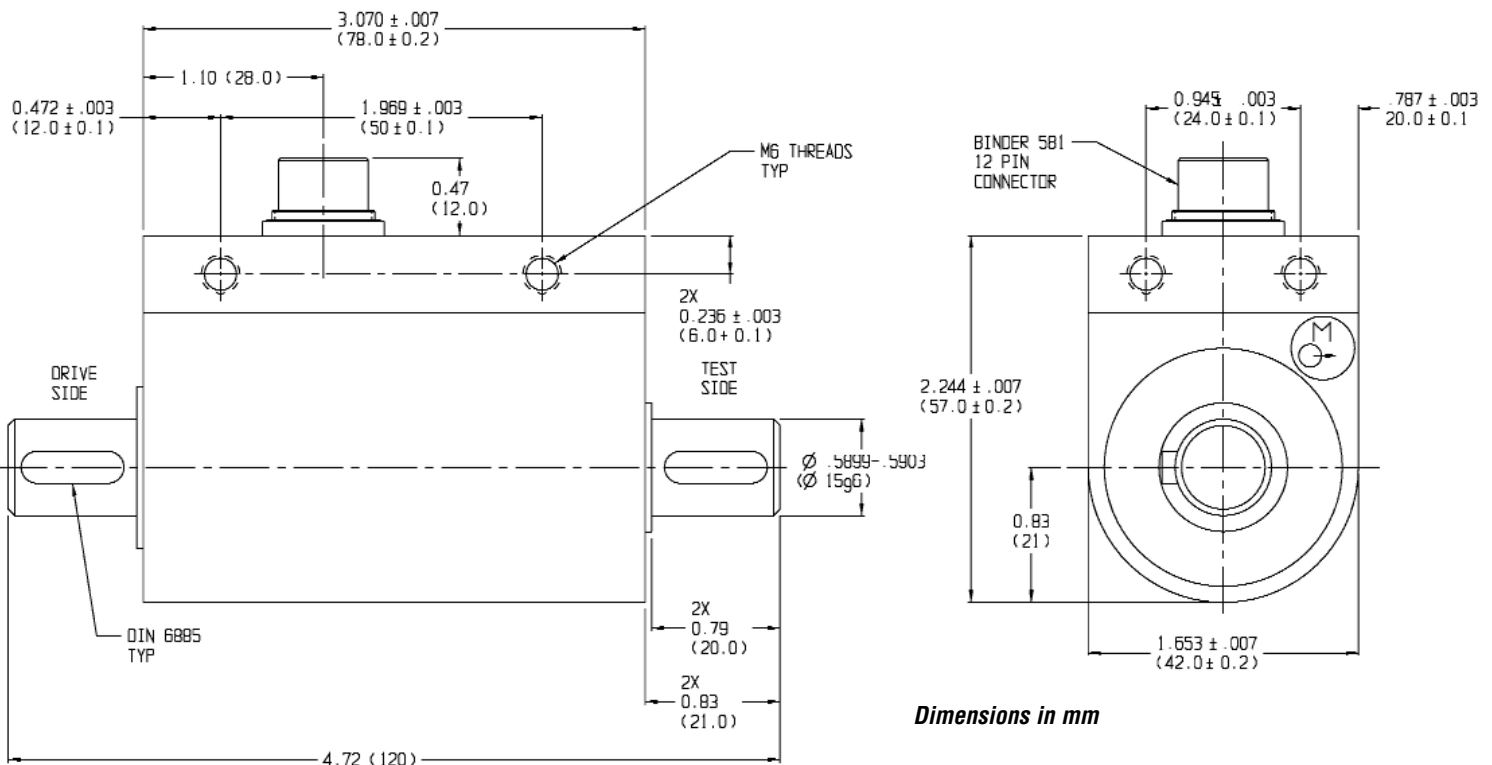 3.070 ± .007
(78.0 ± 0.2)
1.10 (28.0)
0.472 ± .003
(12.0 ± 0.1)
1.969 ± .003
(50 ± 0.1)
M6 THREADS
TYP
0.47
(12.0)
2X
0.236 ± .003
(6.0+ 0.1)
DRIVE
SIDE
TEST
SIDE
Ø .5899-.5903
(Ø 15g6)
DIN 6885
TYP
2X
0.79
(20.0)
2X
0.83
(21.0)
4.72 (120)
0.945± .003
(24.0 ± 0.1)
.787 ± .003
20.0 ± 0.1
BINDER 581
12 PIN
CONNECTOR
M
2.244 ± .007
(57.0 ± 0.2)
0.83
(21)
1.653 ± .007
(42.0 ± 0.2)
Dimensions in mm